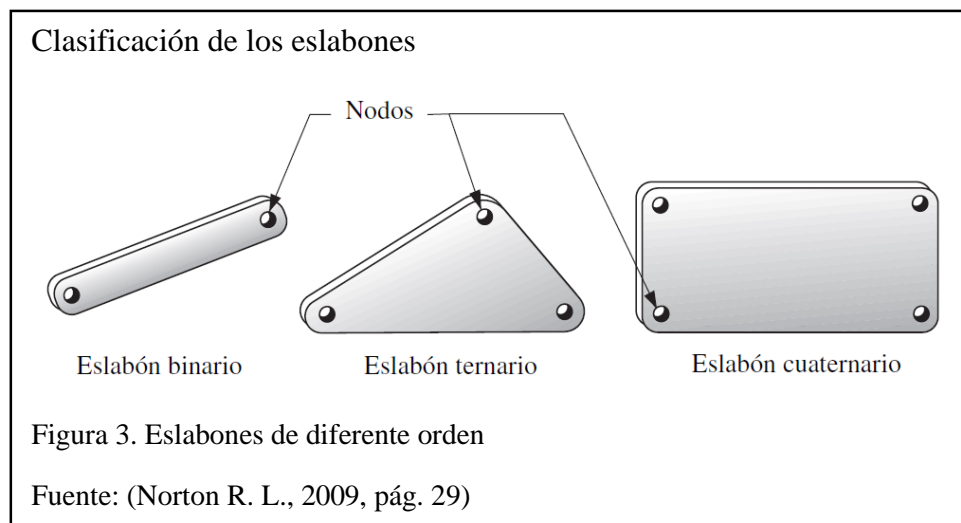 Clasificación de los eslabones
Nodos
Eslabón binario
Eslabón ternario
Eslabón cuaternario
Figura 3. Eslabones de diferente orden
Fuente: (Norton R. L., 2009, pág. 29)